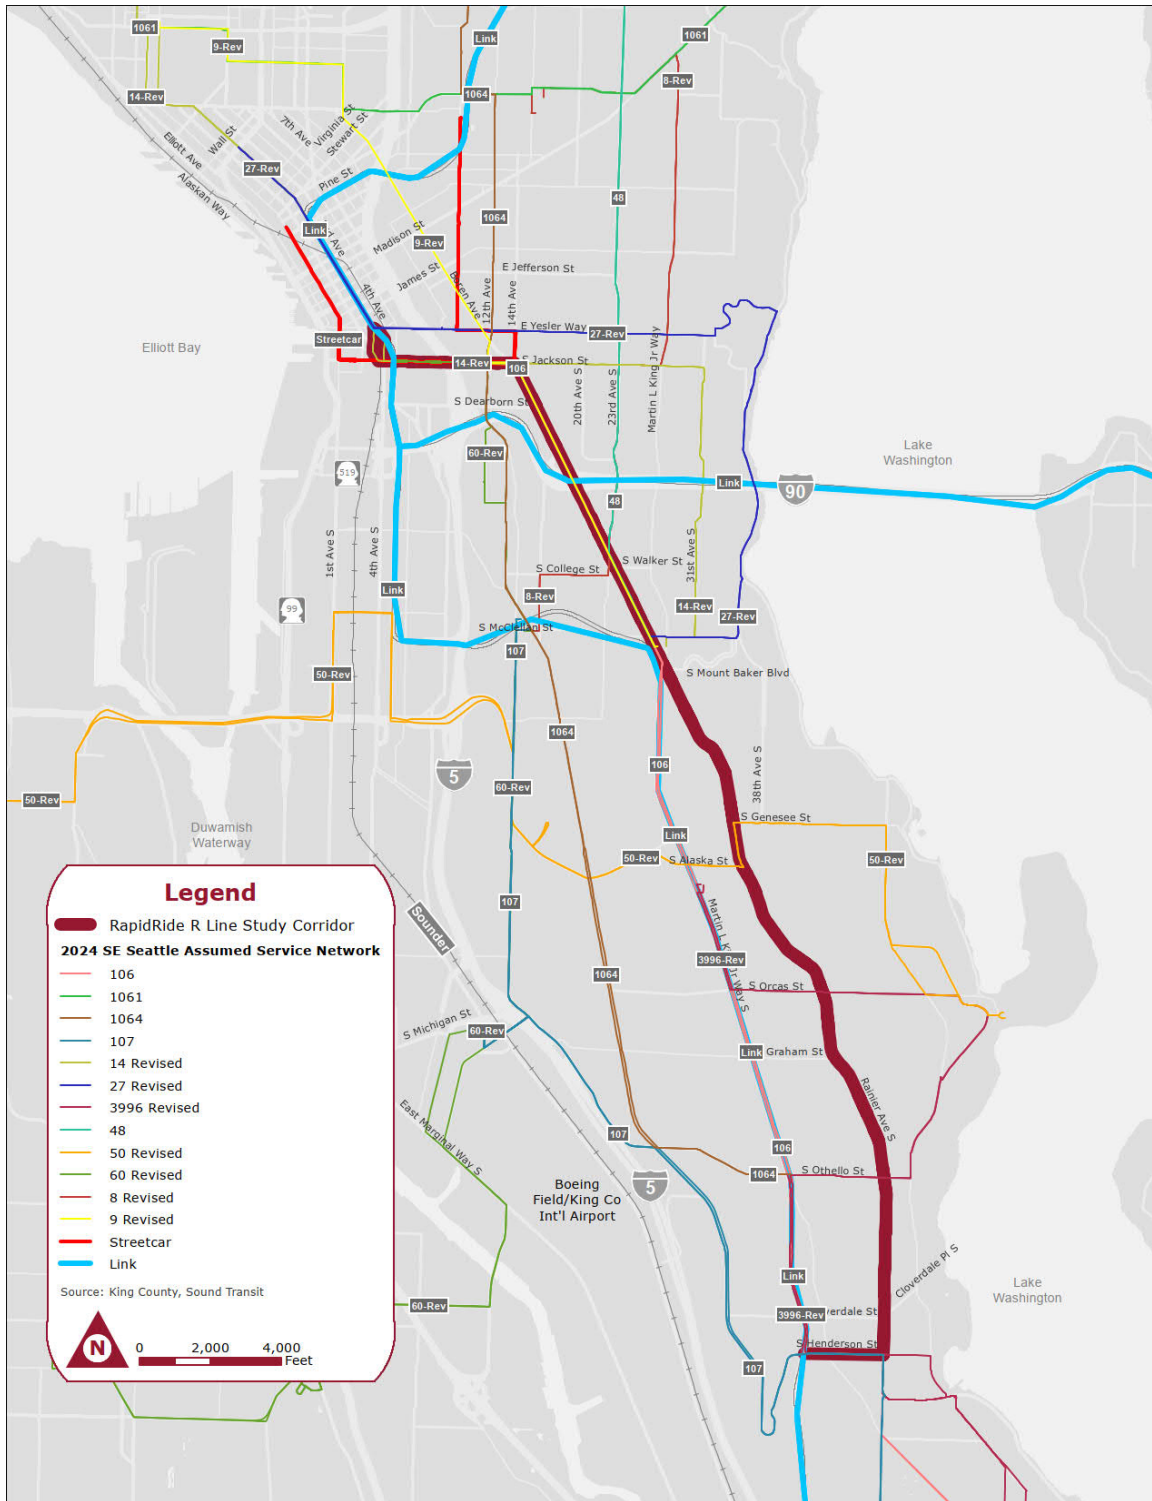 1061
Link
1061
9-Rev
8-Rev
14-Rev
1064
Virginia St
7th Ave
Stewart St
Wall St
Elliott Ave
27-Rev
Pine St
Alaskan Way
48
1064
Link
Madison St
9-Rev
E Jefferson St
James St
Boren Ave
12th Ave
14th Ave
4th Ave
E Yesler Way
27-Rev
Martin L King Jr Way
Streetcar
Elliott Bay
S Jackson St
14-Rev
106
20th Ave S
23rd Ave S
S Dearborn St
60-Rev
Lake
Washington
519
Link
90
48
1st Ave S
4th Ave S
31st Ave S
S Walker St
S College St
Link
8-Rev
99
14-Rev
27-Rev
S McClellan St
107
50-Rev
S Mount Baker Blvd
1064
106
38th Ave S
5
60-Rev
50-Rev
S Genesee St
Duwamish
Waterway
Link
50-Rev
S Alaska St
50-Rev
107
Sounder
Martin L King Jr Way S
3996-Rev
1064
S Orcas St
S Michigan St
60-Rev
Link
Graham St
Rainier Ave S
East Marginal Way S
107
106
1064
S Othello St
Boeing
Field/King Co
Int'l Airport
5
Cloverdale Pl S
Link
Lake
Washington
60-Rev
3996-Rev
verdale St
S Henderson St
107
Legend
RapidRide R Line Study Corridor
2024 SE Seattle Assumed Service Network
106
1061
1064
107
14 Revised
27 Revised
3996 Revised
48
50 Revised
60 Revised
8 Revised
9 Revised
Streetcar
Link
Source: King County, Sound Transit
N
0 2,000 4,000
Feet